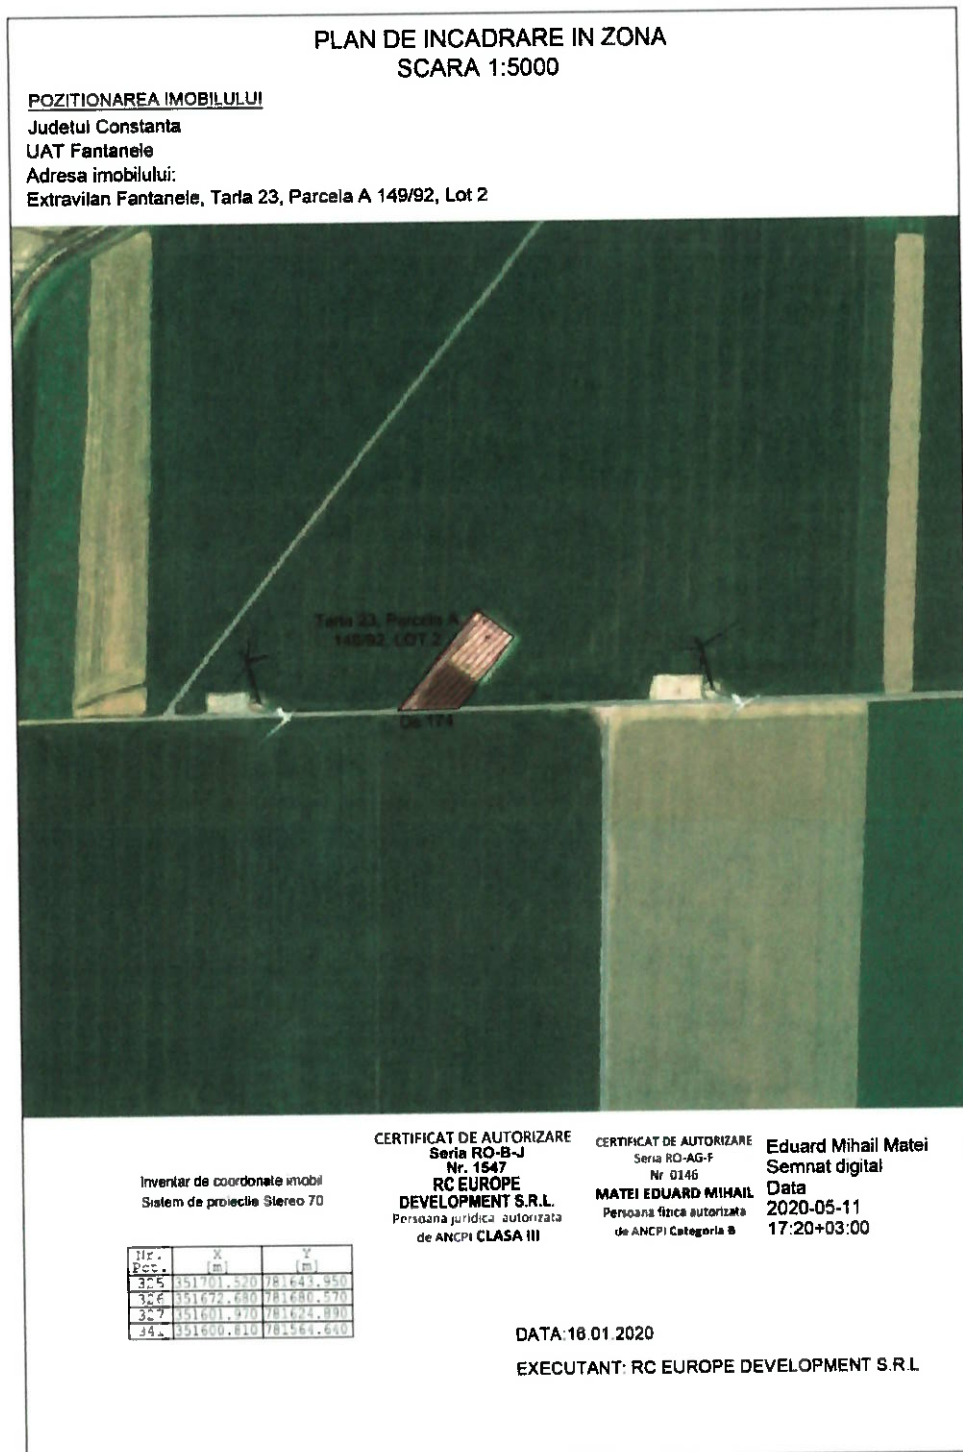 PLAN DE INCADRARE IN ZONA
SCARA 1:5000
POZITIONAREA IMOBILULUI
Judetul Constanta
UAT Fantanele
Adresa imobilului:
Extravilan Fantanele, Tarla 23, Parcela A 149/92, Lot 2
Tarla 23, Parcela A
149/92, LOT 2
De 174
Inventar de coordonate imobil
Sistem de proiectie Stereo 70
Nr. Pct. X [m] Y [m]
325 351701.520 781643.950
326 351672.680 781680.570
327 351601.970 781624.890
341 351600.810 781564.640
CERTIFICAT DE AUTORIZARE
Seria RO-B-J
Nr. 1547
RC EUROPE
DEVELOPMENT S.R.L.
Persoana juridica autorizata
de ANCPI CLASA III
CERTIFICAT DE AUTORIZARE
Seria RO-AG-F
Nr 0146
MATEI EDUARD MIHAIL
Persoana fizica autorizata
de ANCPI Categoria B
Eduard Mihail Matei
Semnat digital
Data
2020-05-11
17:20+03:00
DATA:16.01.2020
EXECUTANT: RC EUROPE DEVELOPMENT S.R.L